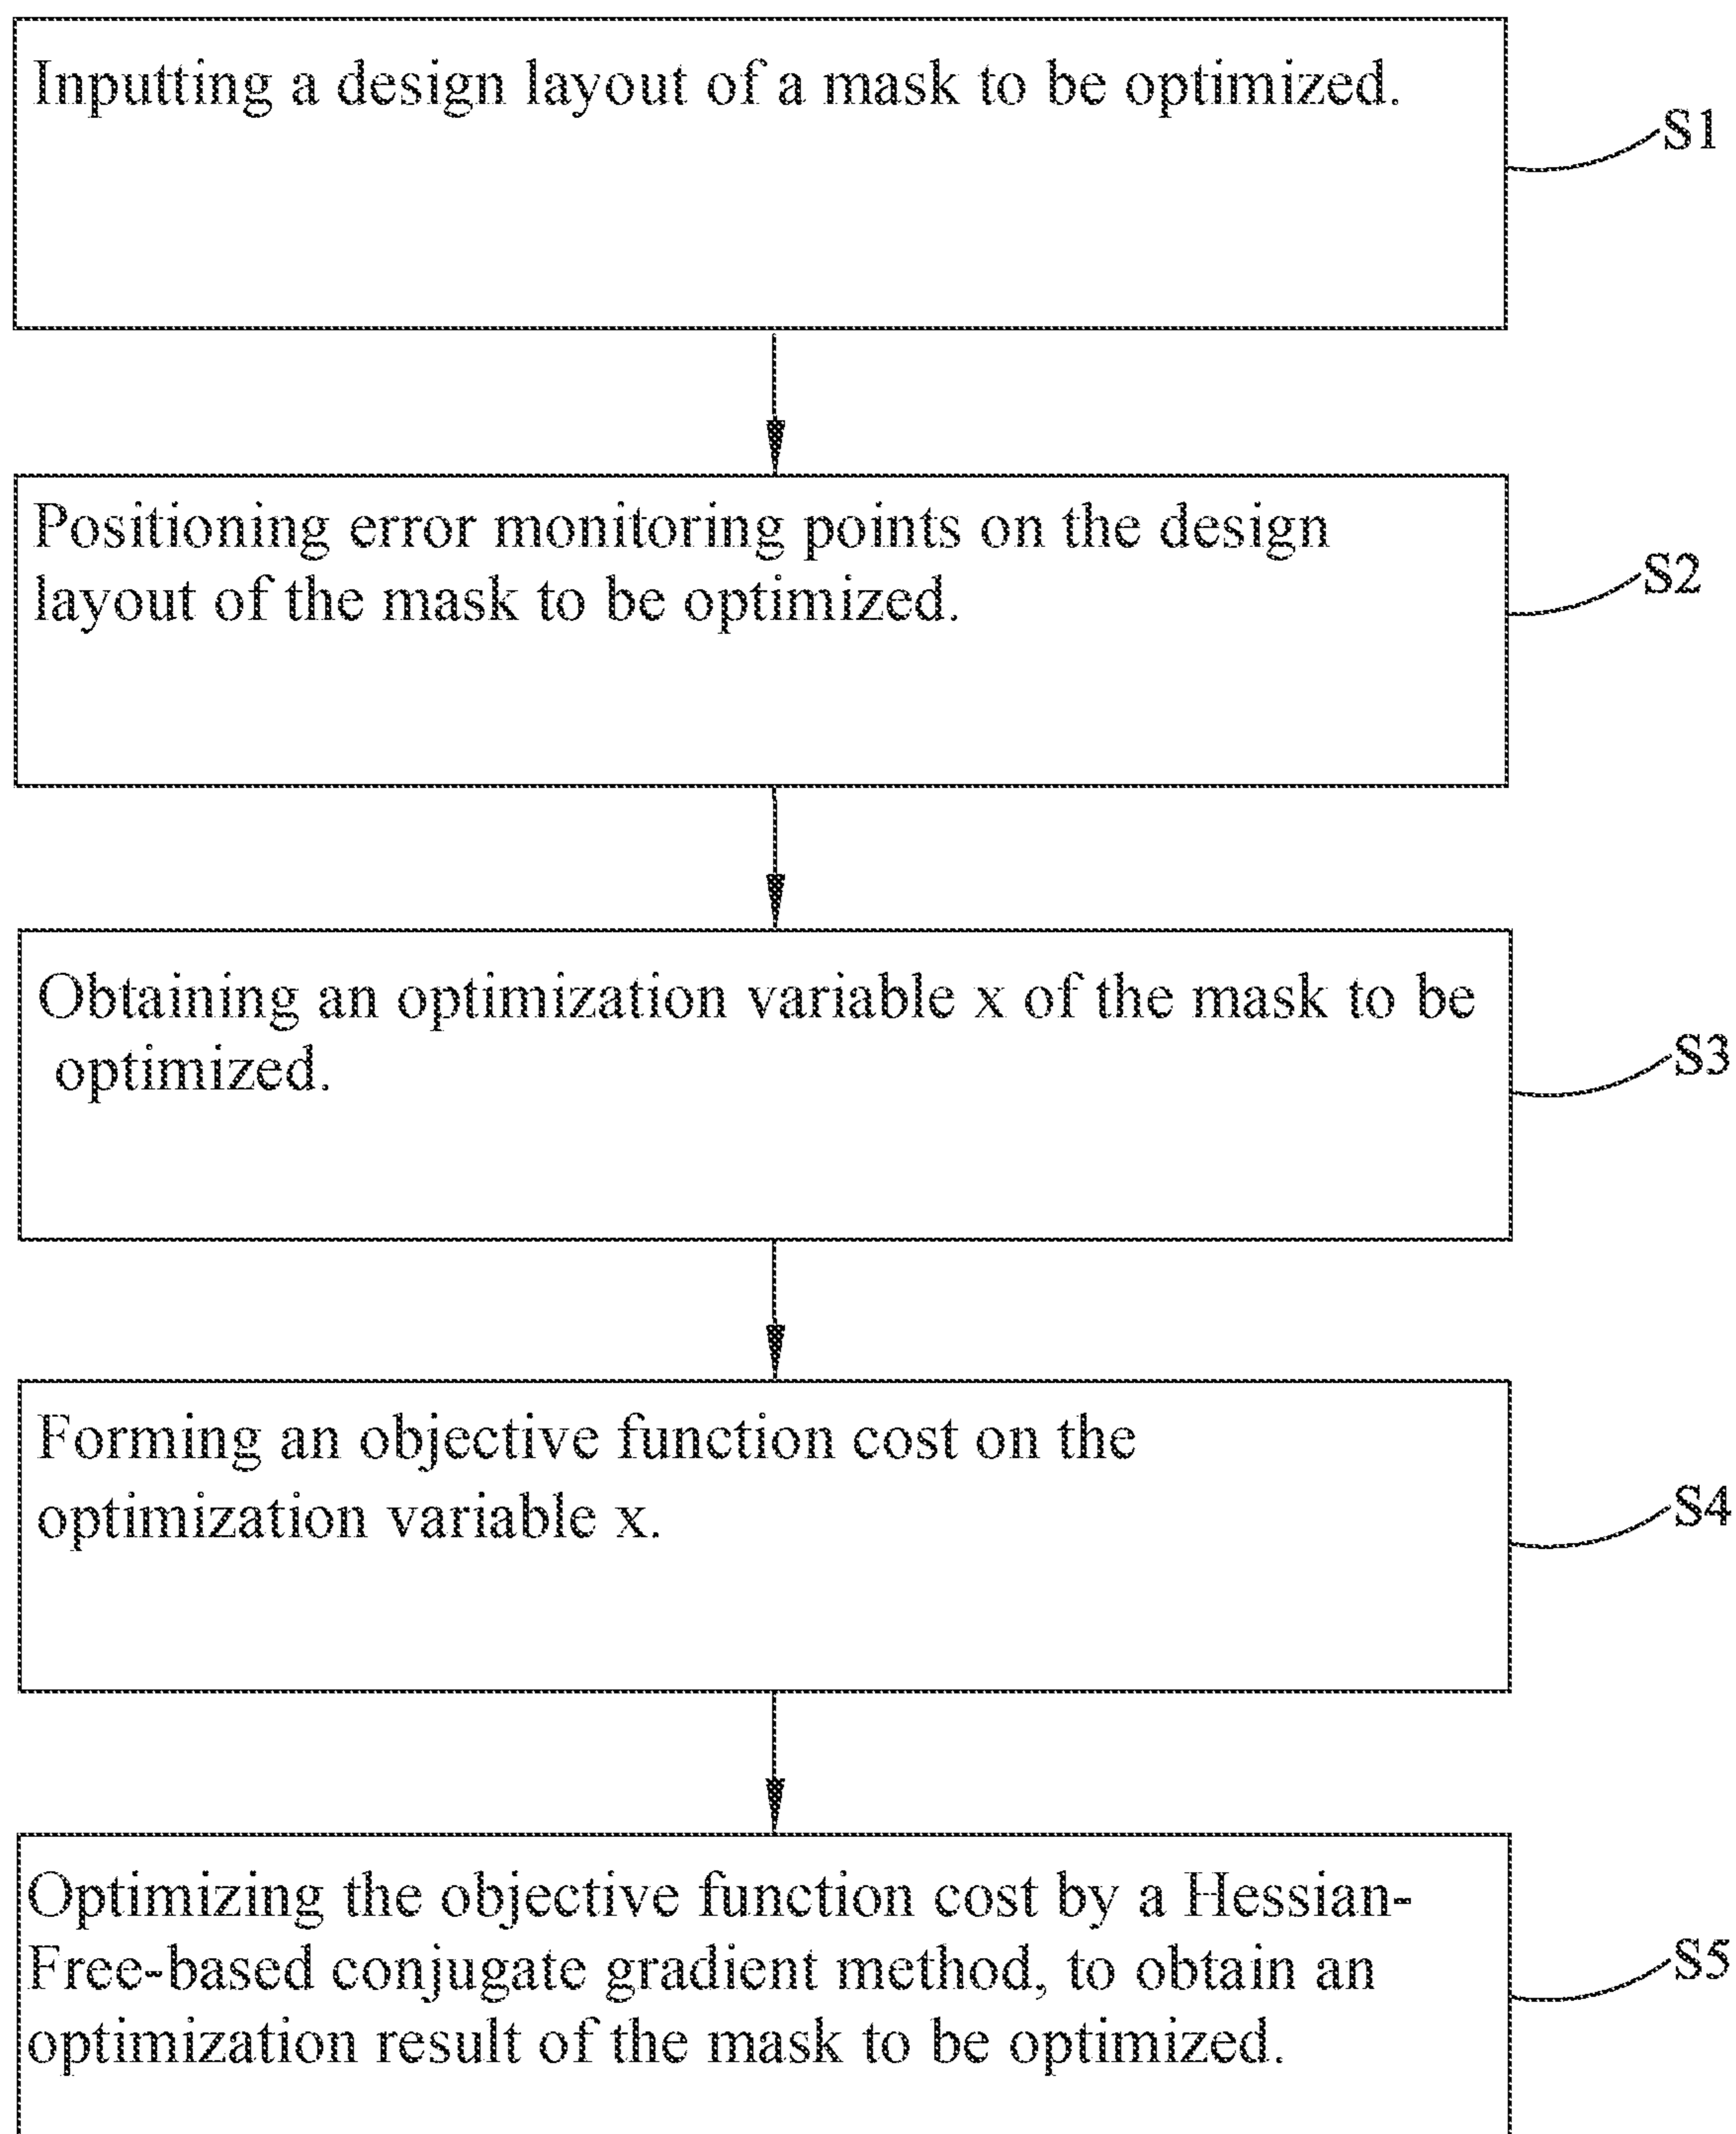 Inputting a design layout of a mask to be optimized.
S1
Positioning error monitoring points on the design
layout of the mask to be optimized.
S2
Obtaining an optimization variable x of the mask to be
optimized.
S3
Forming an objective function cost on the
optimization variable x.
S4
Optimizing the objective function cost by a Hessian-
Free-based conjugate gradient method, to obtain an
optimization result of the mask to be optimized.
S5